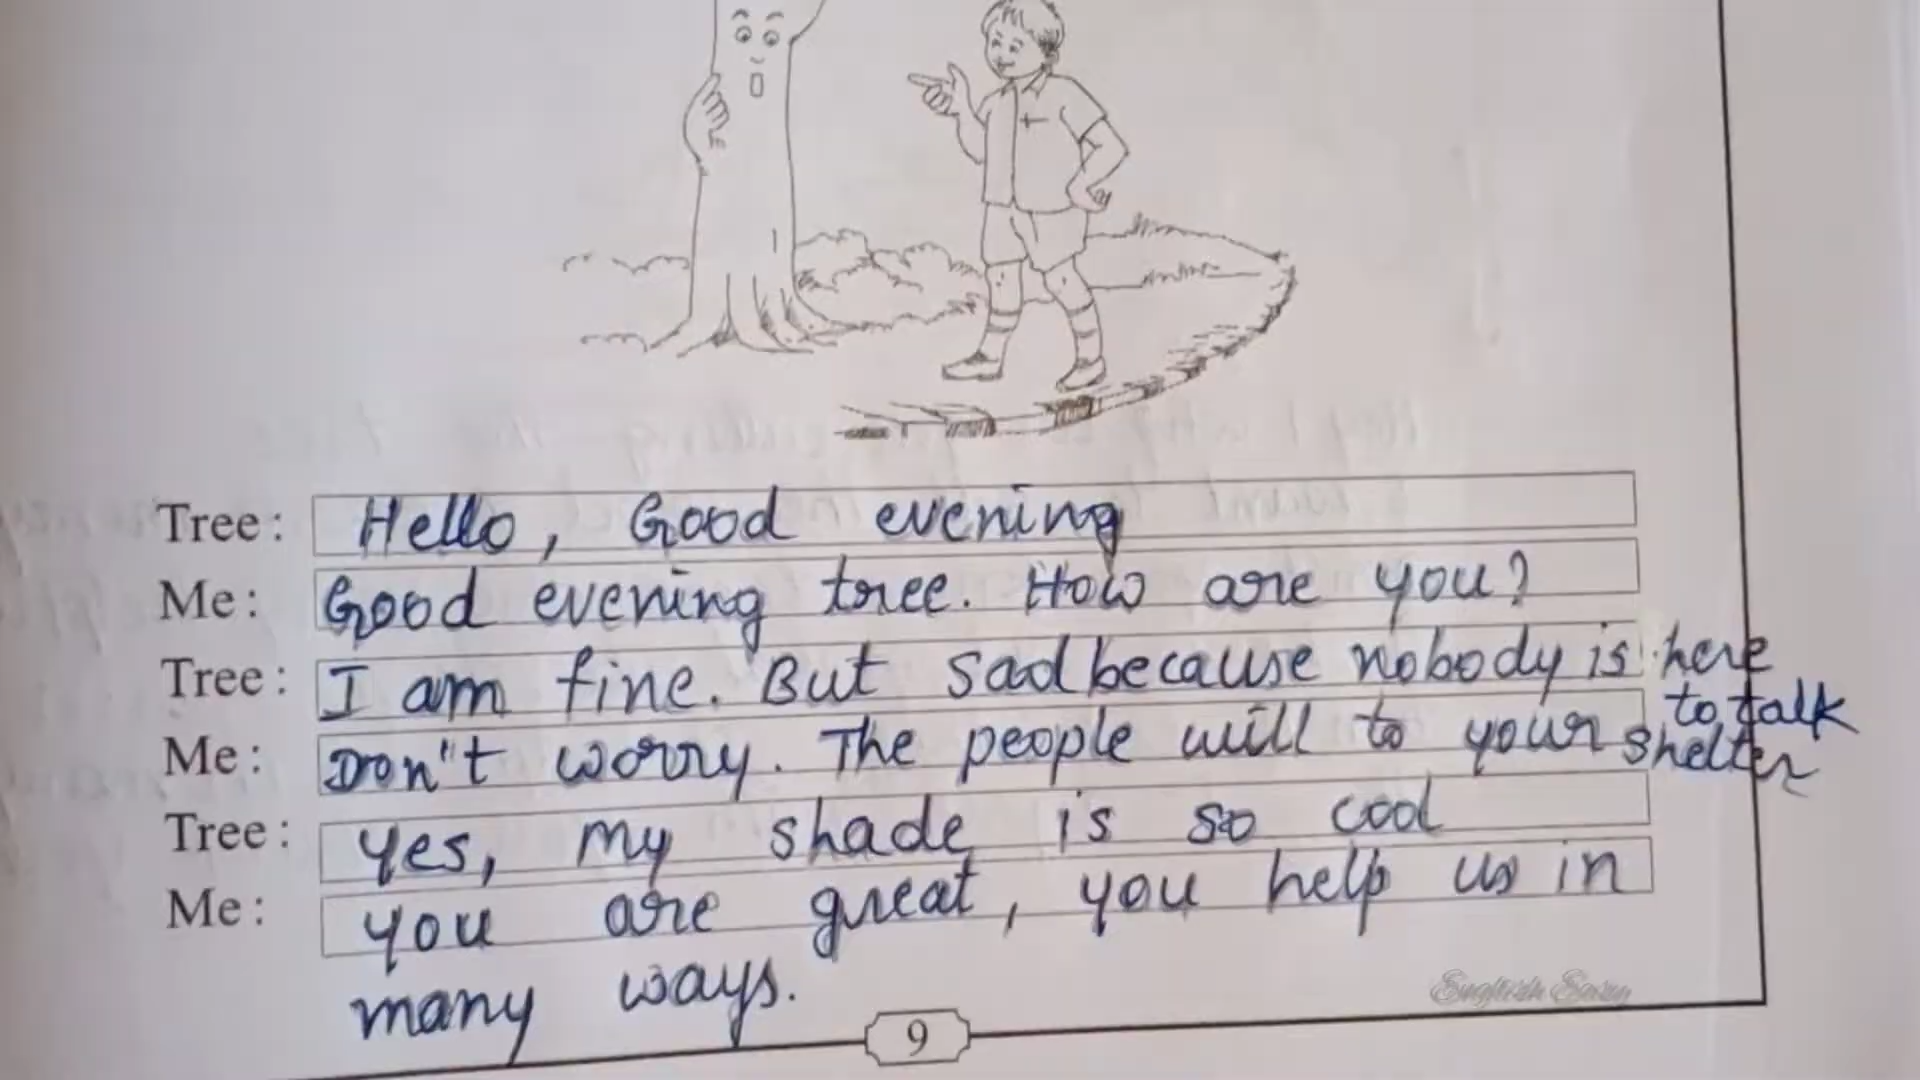 Tree: Hello, Good evening
Me: Good evening tree. How are you?
Tree: I am fine. But sad because nobody is here to talk
Me: Don't worry. The people will to your shelter
Tree: Yes, my shade is so cool
Me: you are great, you help us in
many ways.
English Easy
9